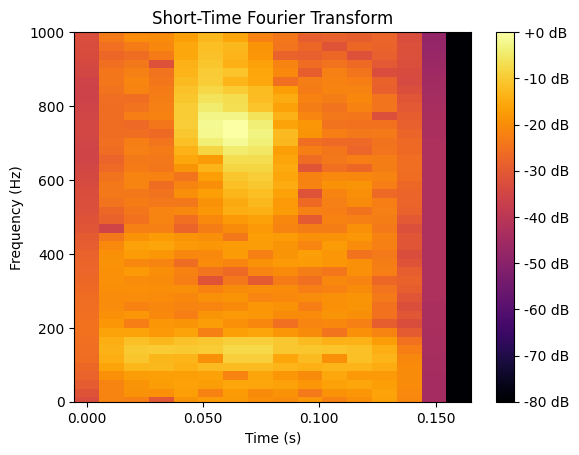 Short-Time Fourier Transform
1000
800
600
400
200
0
Frequency (Hz)
0.000
0.050
0.100
0.150
Time (s)
+0 dB
-10 dB
-20 dB
-30 dB
-40 dB
-50 dB
-60 dB
-70 dB
-80 dB